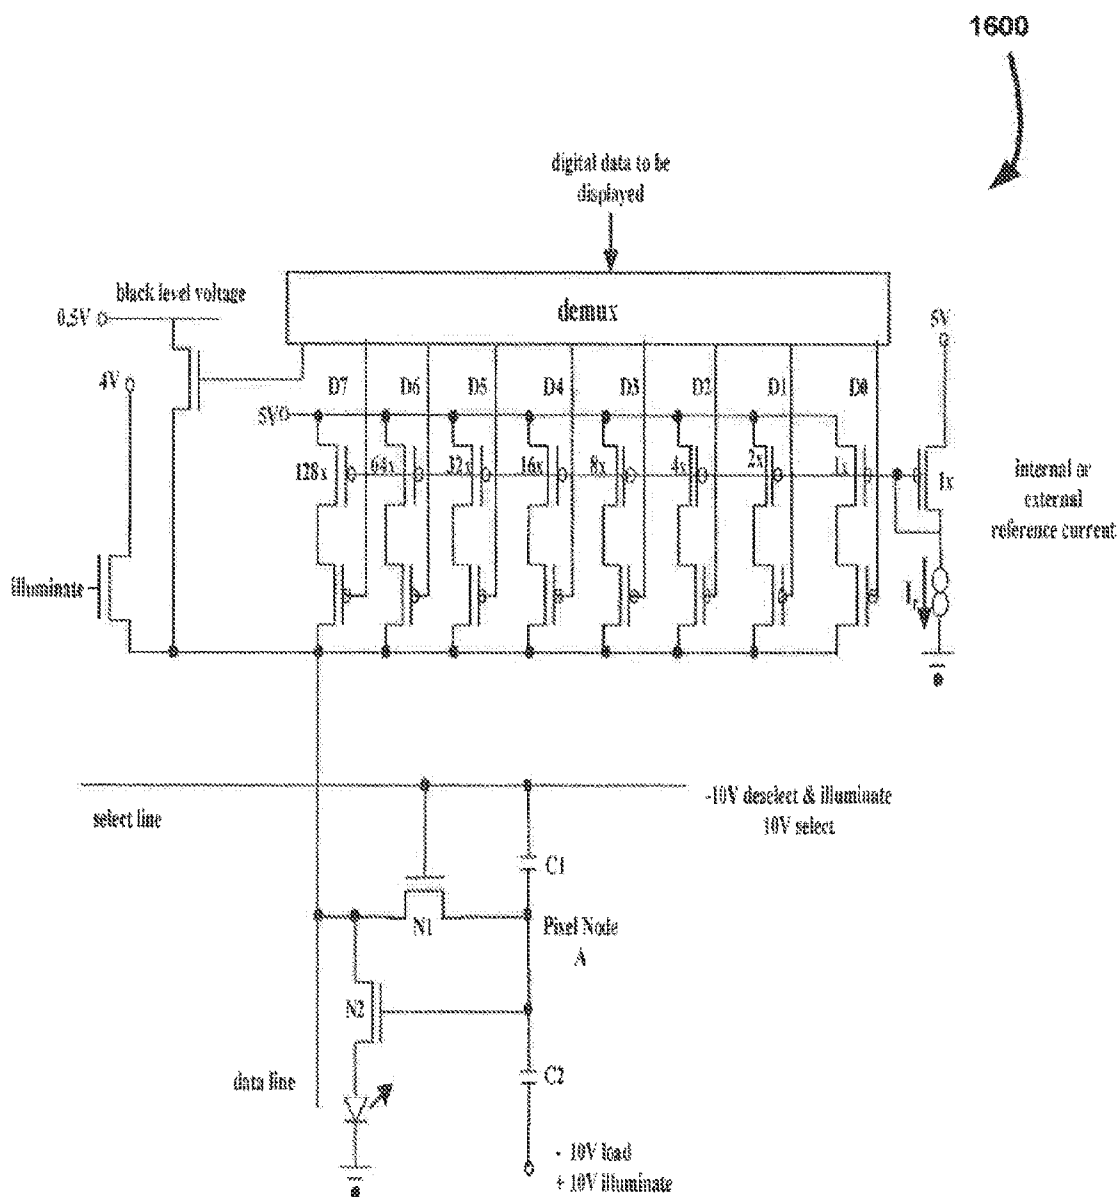 1600
digital data to be
displayed
black level voltage
0.5V
demux
5V
4V
D7 D6 D5 D4 D3 D2 D1 D0
5V
128x 64x 32x 16x 8x 4x 2x 1x 1x
internal or
external
reference current
illuminate
Ir
select line
-10V deselect & illuminate
10V select
C1
N1
Pixel Node
A
N2
C2
data line
- 10V load
+ 10V illuminate